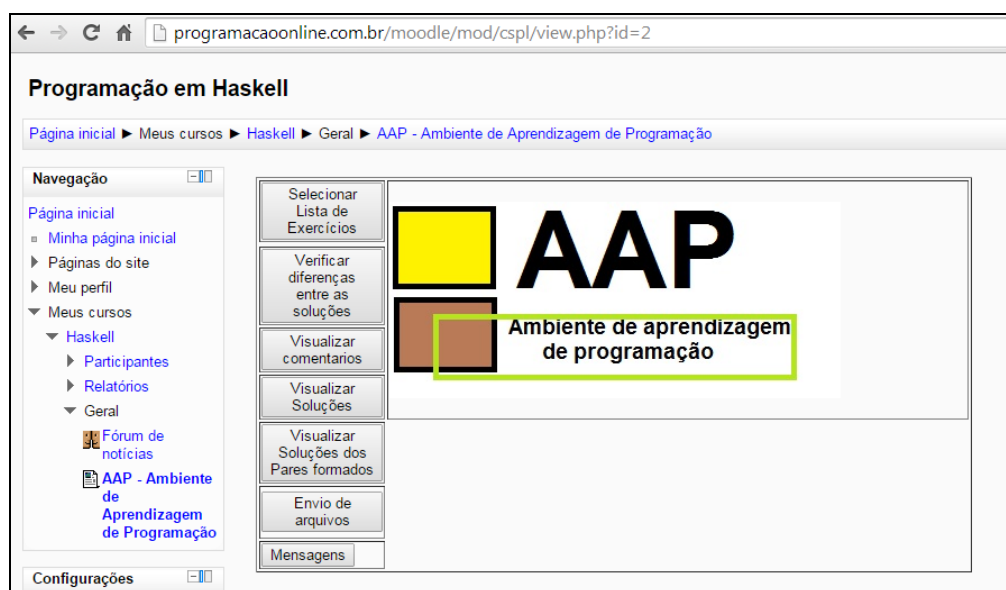 programacaoonline.com.br/moodle/mod/cspl/view.php?id=2
Programação em Haskell
Página inicial ► Meus cursos ► Haskell ► Geral ► AAP - Ambiente de Aprendizagem de Programação
Navegação
Página inicial
Minha página inicial
Páginas do site
Meu perfil
Meus cursos
Haskell
Participantes
Relatórios
Geral
Fórum de
notícias
AAP - Ambiente
de
Aprendizagem
de Programação
Configurações
Selecionar
Lista de
Exercícios
Verificar
diferenças
entre as
soluções
Visualizar
comentarios
Visualizar
Soluções
Visualizar
Soluções dos
Pares formados
Envio de
arquivos
Mensagens
AAP
Ambiente de aprendizagem
de programação